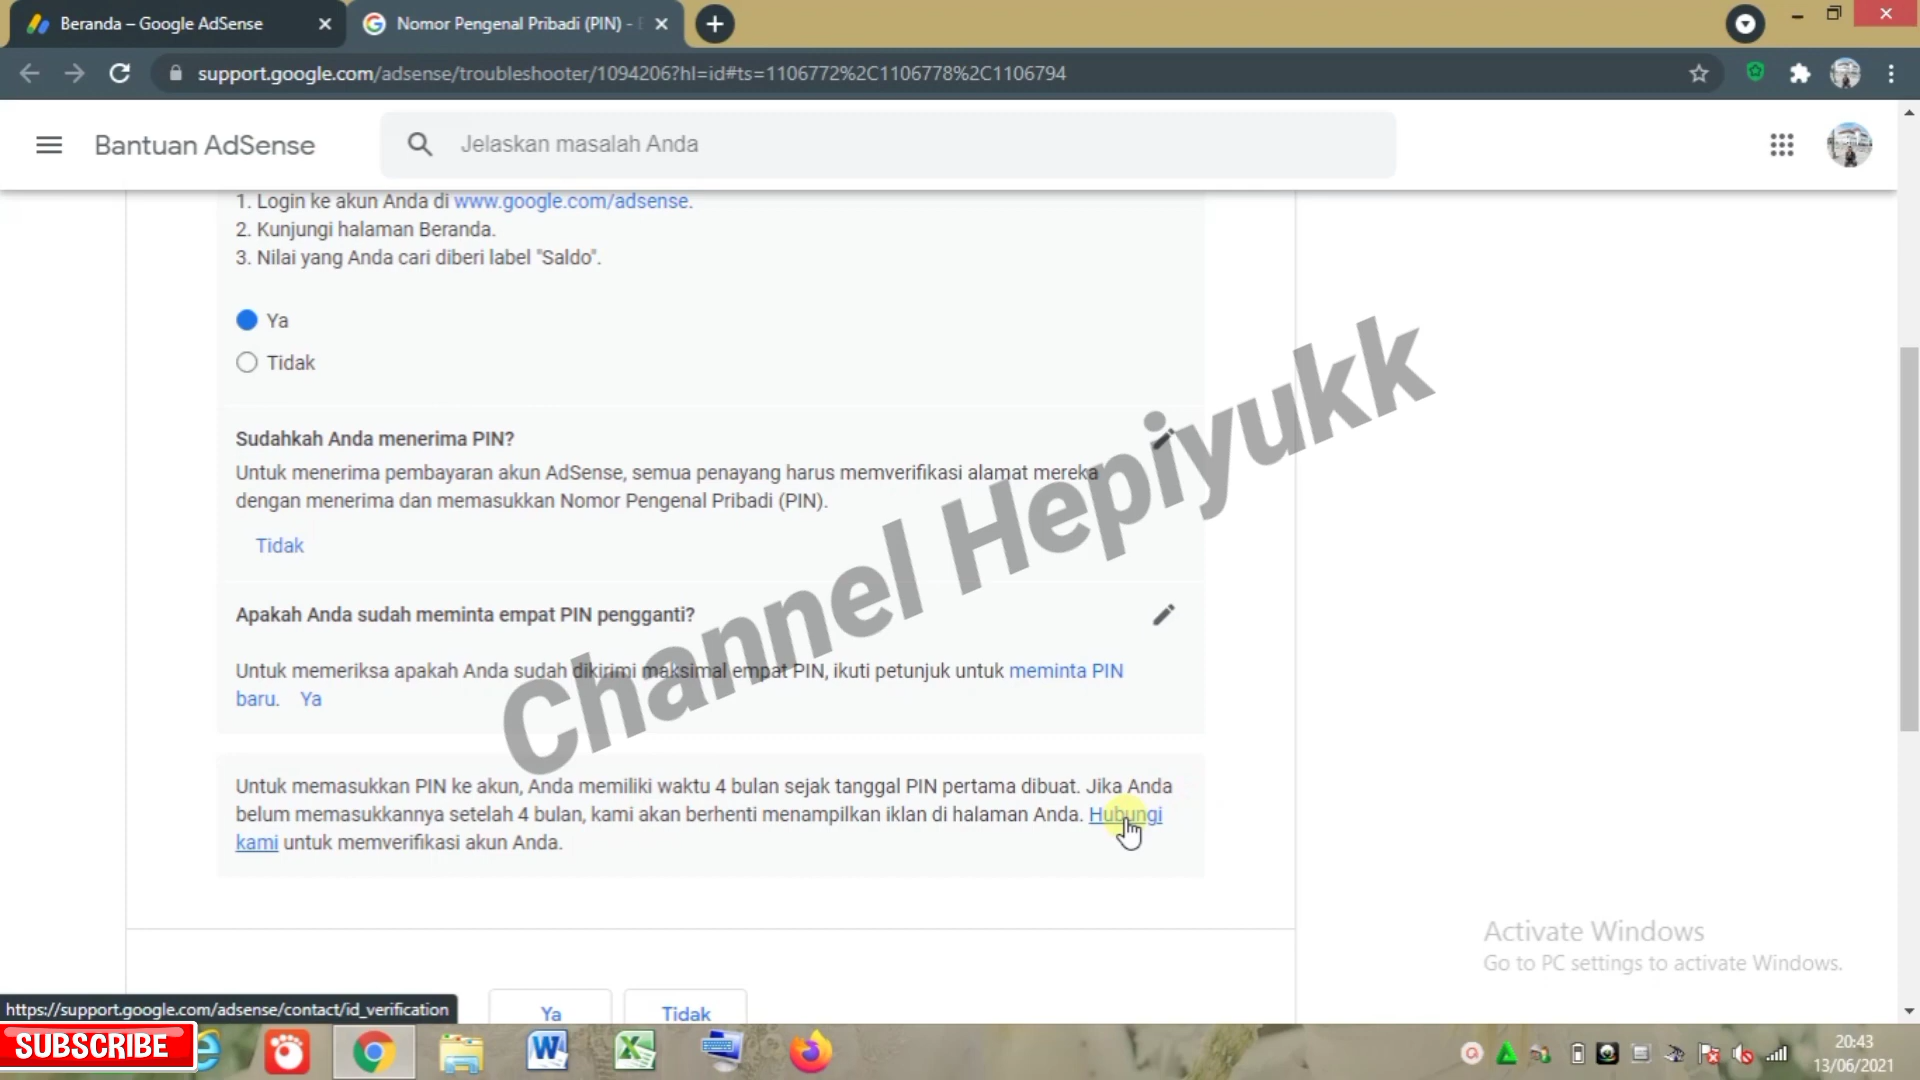 Beranda – Google AdSense
Nomor Pengenal Pribadi (PIN) -
support.google.com/adsense/troubleshooter/1094206?hl=id#ts=1106772%2C1106778%2C1106794
Bantuan AdSense
Jelaskan masalah Anda
1. Login ke akun Anda di www.google.com/adsense.
2. Kunjungi halaman Beranda.
3. Nilai yang Anda cari diberi label "Saldo".
Ya
Tidak
Sudahkah Anda menerima PIN?
Untuk menerima pembayaran akun AdSense, semua penayang harus memverifikasi alamat mereka
dengan menerima dan memasukkan Nomor Pengenal Pribadi (PIN).
Tidak
Apakah Anda sudah meminta empat PIN pengganti?
Untuk memeriksa apakah Anda sudah dikirimi maksimal empat PIN, ikuti petunjuk untuk meminta PIN
baru. Ya
Channel Hepiyukk
Untuk memasukkan PIN ke akun, Anda memiliki waktu 4 bulan sejak tanggal PIN pertama dibuat. Jika Anda
belum memasukkannya setelah 4 bulan, kami akan berhenti menampilkan iklan di halaman Anda. Hubungi
kami untuk memverifikasi akun Anda.
Activate Windows
Go to PC settings to activate Windows.
https://support.google.com/adsense/contact/id_verification
Ya
Tidak
SUBSCRIBE
20:43
13/06/2021